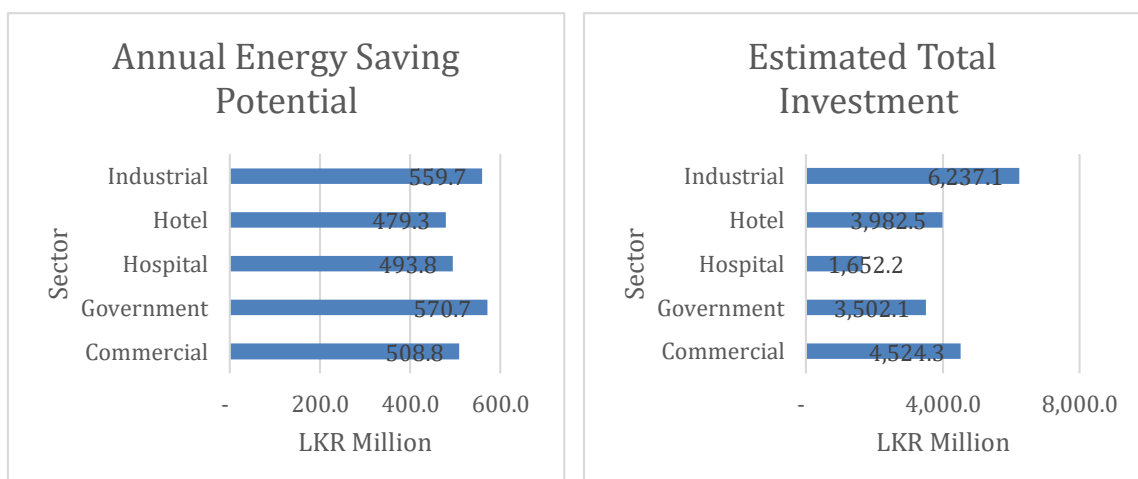 Annual Energy Saving
Potential
Sector
Industrial 559.7
Hotel 479.3
Hospital 493.8
Government 570.7
Commercial 508.8
- 200.0 400.0 600.0
LKR Million
Estimated Total
Investment
Sector
Industrial 6,237.1
Hotel 3,982.5
Hospital 1,652.2
Government 3,502.1
Commercial 4,524.3
- 4,000.0 8,000.0
LKR Million